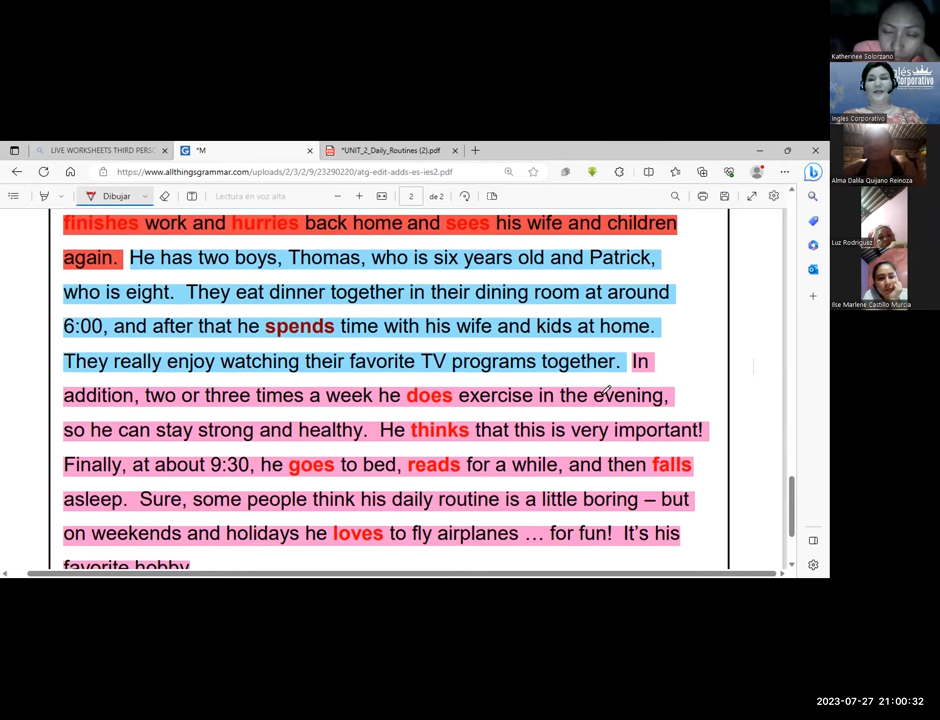 LIVE WORKSHEETS THIRD PERS
*M
*UNIT_2_Daily_Routines (2).pdf
https://www.allthingsgrammar.com/uploads/2/3/2/9/23290220/atg-edit-adds-es-ies2.pdf
Dibujar
Lectura en voz alta
2 de 2
finishes work and hurries back home and sees his wife and children
again. He has two boys, Thomas, who is six years old and Patrick,
who is eight. They eat dinner together in their dining room at around
6:00, and after that he spends time with his wife and kids at home.
They really enjoy watching their favorite TV programs together. In
addition, two or three times a week he does exercise in the evening,
so he can stay strong and healthy. He thinks that this is very important!
Finally, at about 9:30, he goes to bed, reads for a while, and then falls
asleep. Sure, some people think his daily routine is a little boring – but
on weekends and holidays he loves to fly airplanes … for fun! It's his
favorite hobby
Katherinee Solorzano
glés
Corporativo
Ingles Corporativo
Alma Dalila Quijano Reinoza
Luz Rodriguez
Ilse Marlene Castillo Murcia
2023-07-27 21:00:32